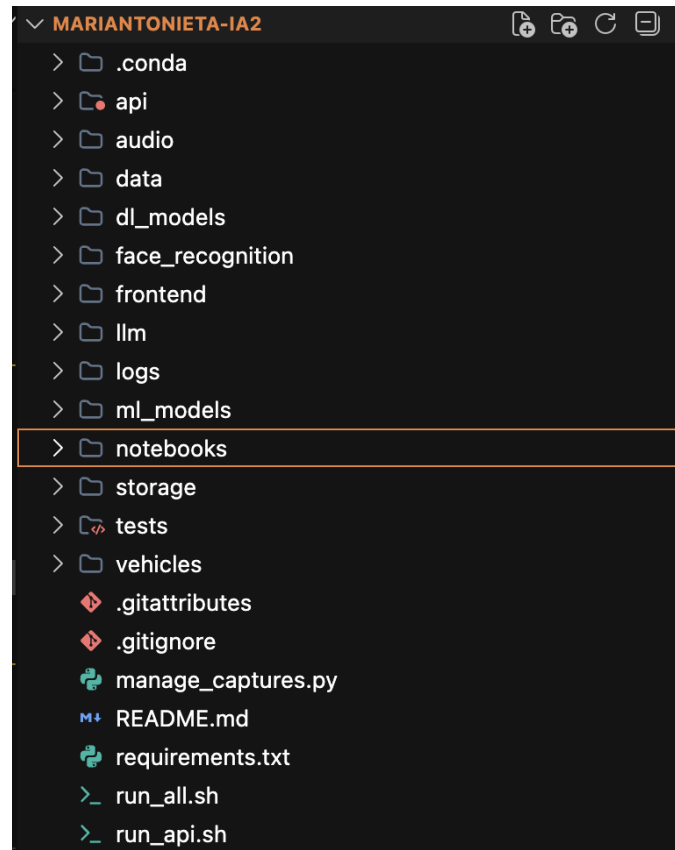 MARIANTONIETA-IA2
.conda
api
audio
data
dl_models
face_recognition
frontend
llm
logs
ml_models
notebooks
storage
tests
vehicles
.gitattributes
.gitignore
manage_captures.py
README.md
requirements.txt
run_all.sh
run_api.sh